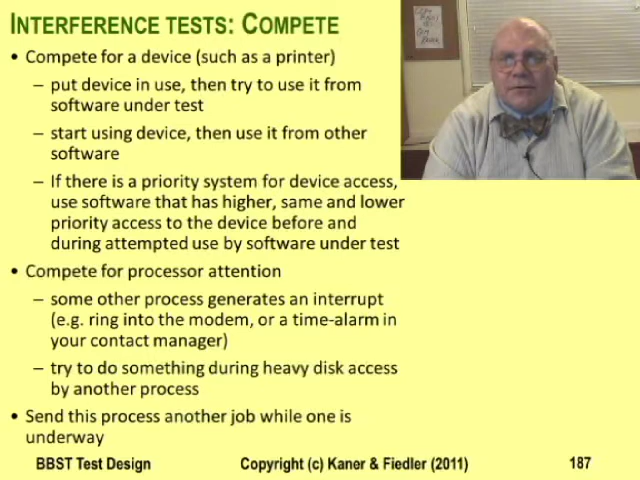 INTERFERENCE TESTS: COMPETE
• Compete for a device (such as a printer)
– put device in use, then try to use it from
software under test
– start using device, then use it from other
software
– If there is a priority system for device access,
use software that has higher, same and lower
priority access to the device before and
during attempted use by software under test
• Compete for processor attention
– some other process generates an interrupt
(e.g. ring into the modem, or a time-alarm in
your contact manager)
– try to do something during heavy disk access
by another process
• Send this process another job while one is
underway
BBST Test Design Copyright (c) Kaner & Fiedler (2011) 187